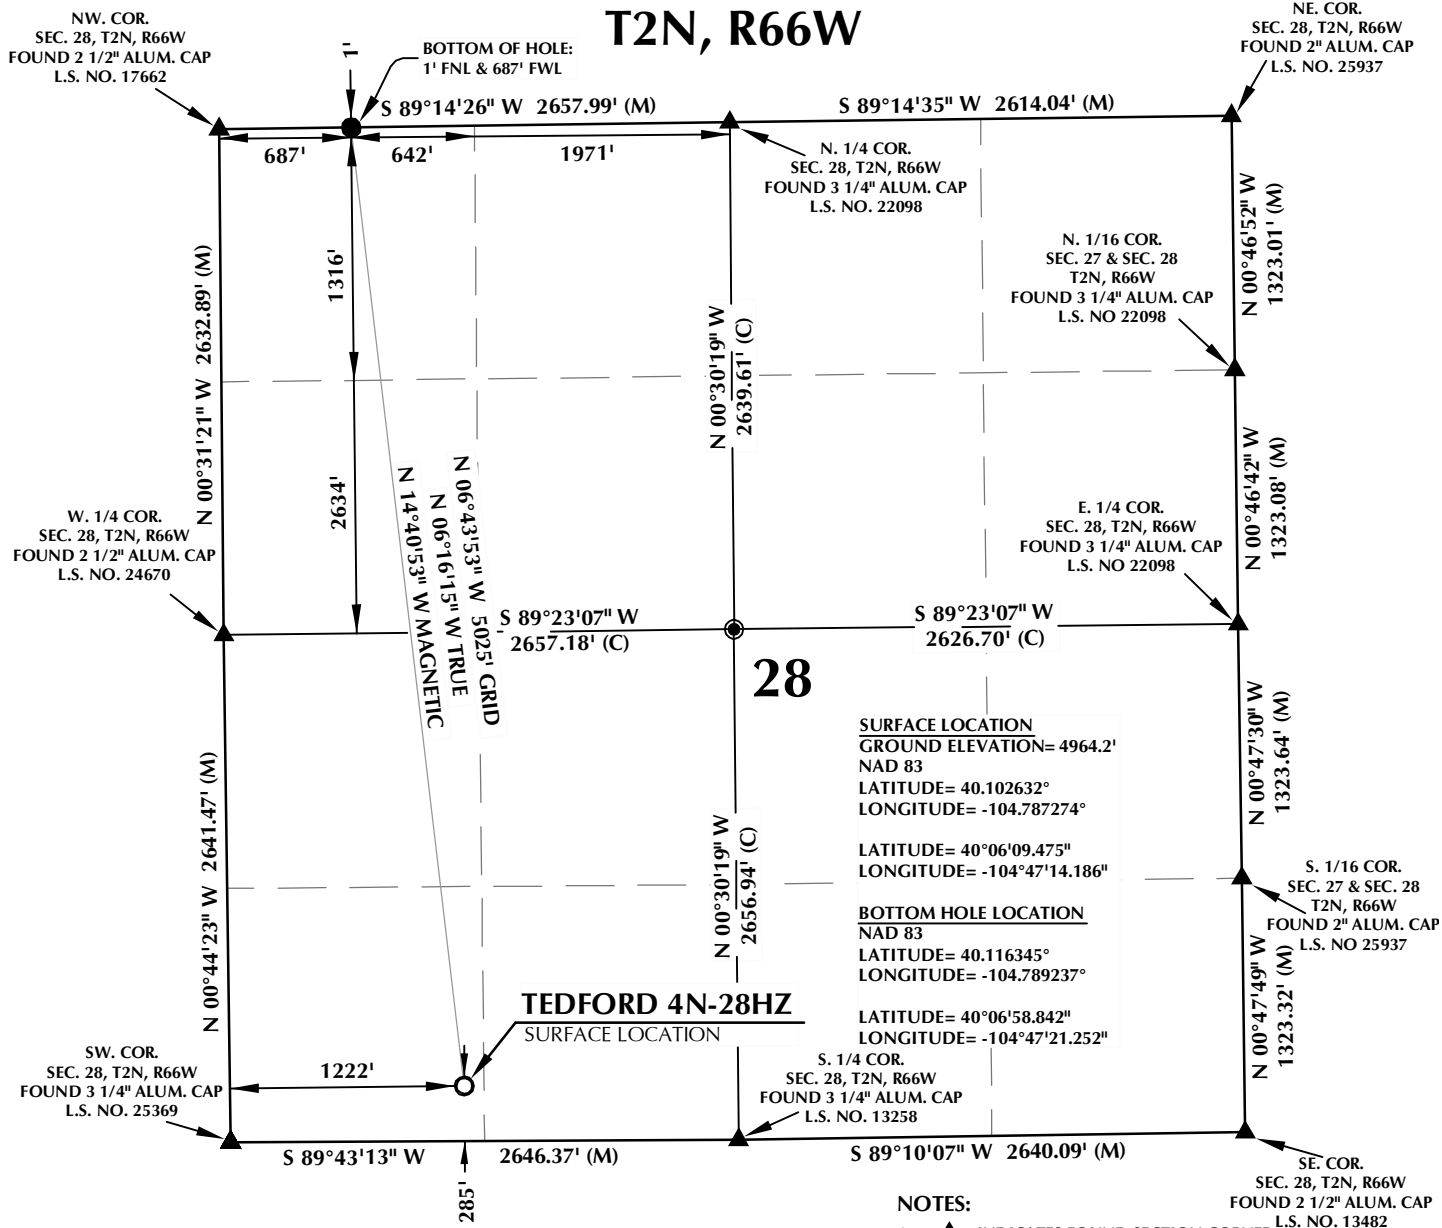 T2N, R66W
NW. COR.
SEC. 28, T2N, R66W
FOUND 2 1/2" ALUM. CAP
L.S. NO. 17662
1'
BOTTOM OF HOLE:
1' FNL & 687' FWL
NE. COR.
SEC. 28, T2N, R66W
FOUND 2" ALUM. CAP
L.S. NO. 25937
S 89°14'26" W 2657.99' (M)
S 89°14'35" W 2614.04' (M)
687'
642'
1971'
N. 1/4 COR.
SEC. 28, T2N, R66W
FOUND 3 1/4" ALUM. CAP
L.S. NO. 22098
N 00°46'52" W
1323.01' (M)
N. 1/16 COR.
SEC. 27 & SEC. 28
T2N, R66W
FOUND 3 1/4" ALUM. CAP
L.S. NO 22098
1316'
N 00°31'21" W 2632.89' (M)
N 00°30'19" W
2639.61' (C)
N 00°46'42" W
1323.08' (M)
2634'
N 06°43'53" W 5025' GRID
N 06°16'15" W TRUE
N 14°40'53" W MAGNETIC
W. 1/4 COR.
SEC. 28, T2N, R66W
FOUND 2 1/2" ALUM. CAP
L.S. NO. 24670
E. 1/4 COR.
SEC. 28, T2N, R66W
FOUND 3 1/4" ALUM. CAP
L.S. NO. 22098
S 89°23'07" W
2657.18' (C)
S 89°23'07" W
2626.70' (C)
28
SURFACE LOCATION
GROUND ELEVATION= 4964.2'
NAD 83
LATITUDE= 40.102632°
LONGITUDE= -104.787274°
LATITUDE= 40°06'09.475"
LONGITUDE= -104°47'14.186"
BOTTOM HOLE LOCATION
NAD 83
LATITUDE= 40.116345°
LONGITUDE= -104.789237°
LATITUDE= 40°06'58.842"
LONGITUDE= -104°47'21.252"
N 00°47'30" W
1323.64' (M)
N 00°44'23" W 2641.47' (M)
N 00°30'19" W
2656.94' (C)
S. 1/16 COR.
SEC. 27 & SEC. 28
T2N, R66W
FOUND 2" ALUM. CAP
L.S. NO 25937
N 00°47'49" W
1323.32' (M)
TEDFORD 4N-28HZ
SURFACE LOCATION
SW. COR.
SEC. 28, T2N, R66W
FOUND 3 1/4" ALUM. CAP
L.S. NO. 25369
1222'
S. 1/4 COR.
SEC. 28, T2N, R66W
FOUND 3 1/4" ALUM. CAP
L.S. NO. 13258
S 89°43'13" W 2646.37' (M)
S 89°10'07" W 2640.09' (M)
285'
SE. COR.
SEC. 28, T2N, R66W
FOUND 2 1/2" ALUM. CAP
L.S. NO. 13482
NOTES: